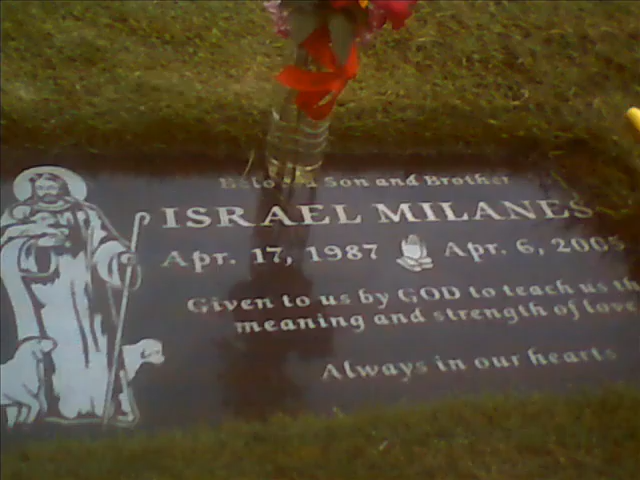 Son and Brother
ISRAEL MILANES
Apr. 17, 1987 Apr. 6, 2005
Given to us by GOD to teach us
meaning and strength of love
Always in our hearts